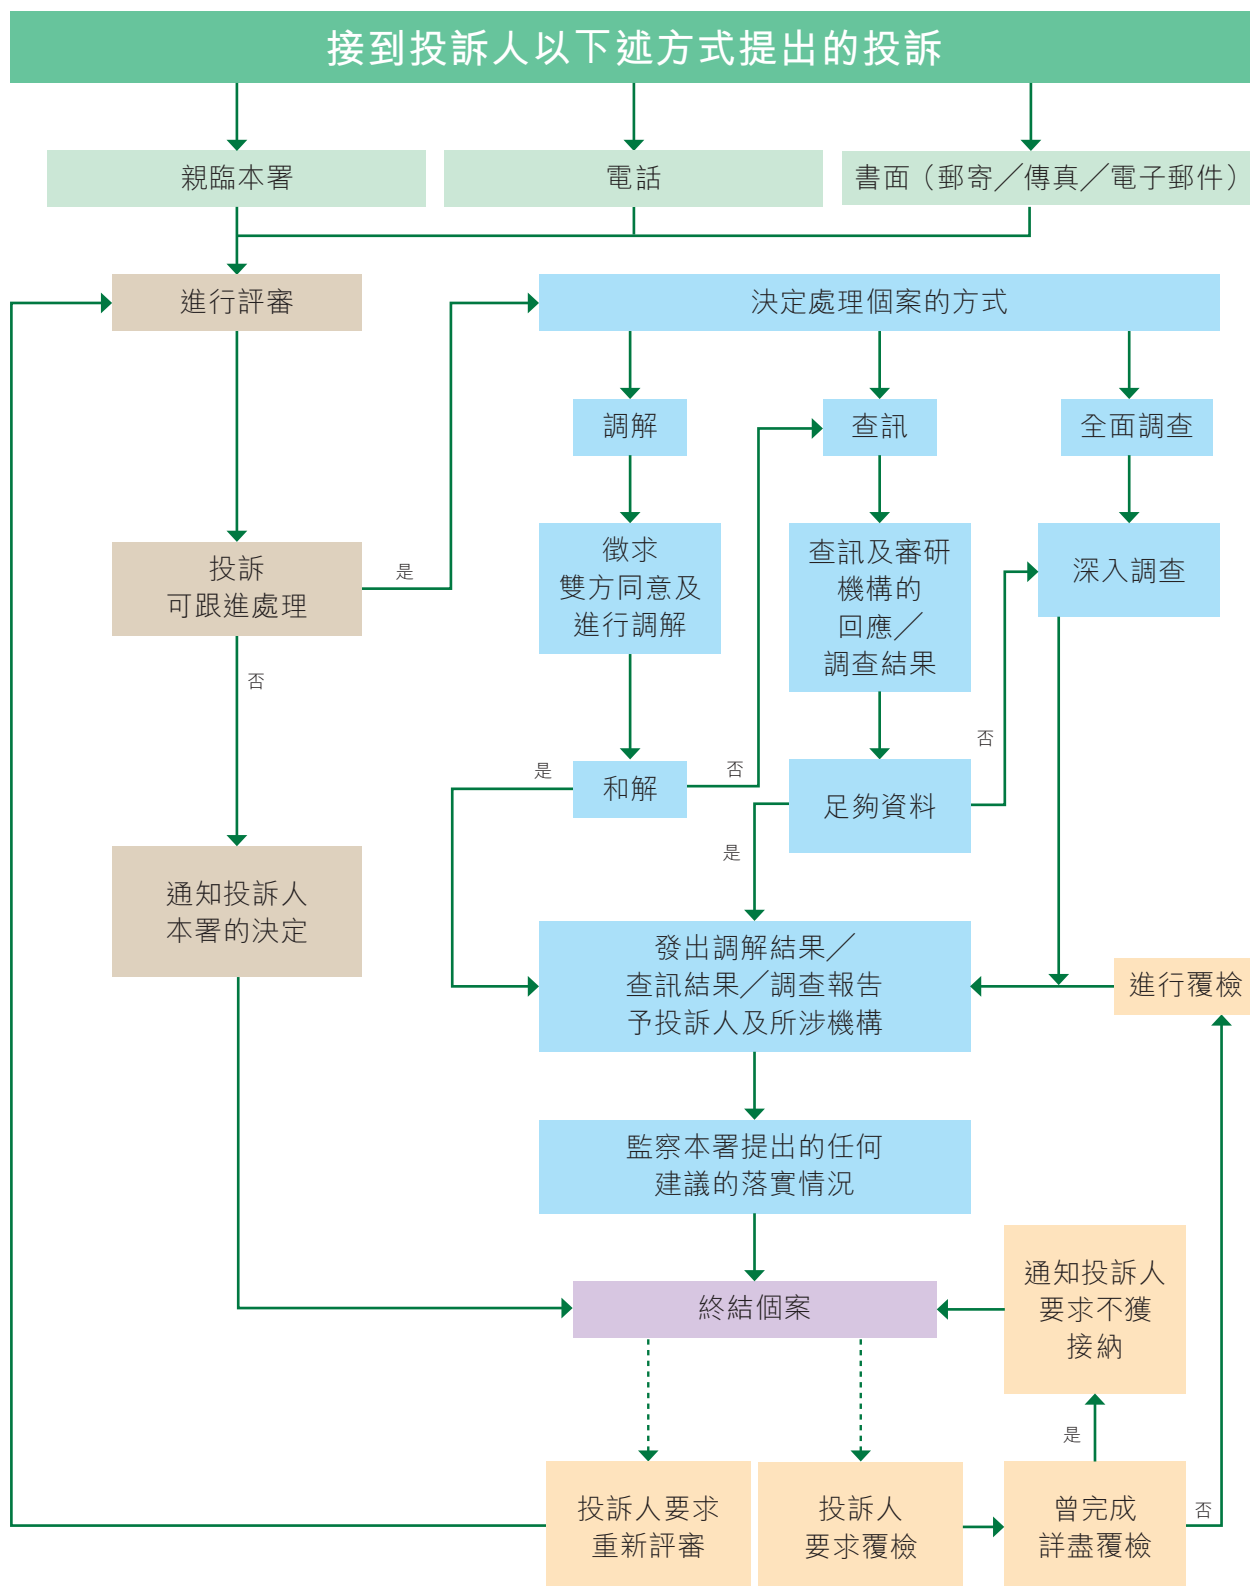 接到投訴人以下述方式提出的投訴
親臨本署
電話
書面（郵寄／傳真／電子郵件）
進行評審
決定處理個案的方式
調解
查訊
全面調查
投訴
可跟進處理
是
徵求
雙方同意及
進行調解
查訊及審研
機構的
回應／
調查結果
深入調查
否
和解
是
否
足夠資料
否
是
通知投訴人
本署的決定
發出調解結果／
查訊結果／調查報告
予投訴人及所涉機構
進行覆檢
監察本署提出的任何
建議的落實情況
終結個案
通知投訴人
要求不獲
接納
是
投訴人要求
重新評審
投訴人
要求覆檢
曾完成
詳盡覆檢
否